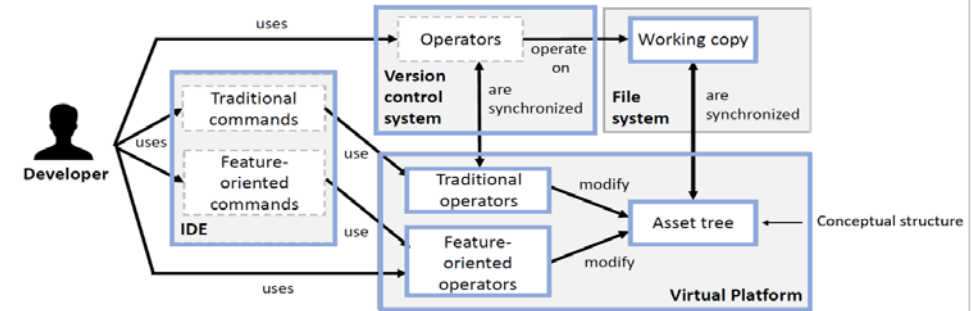 uses
Operators
operate
on
Working copy
Version
control
system
are
synchronized
File
system
are
synchronized
Traditional
commands
uses
Feature-
oriented
commands
IDE
use
use
Developer
Traditional
operators
modify
Asset tree
Conceptual structure
Feature-
oriented
operators
modify
uses
Virtual Platform